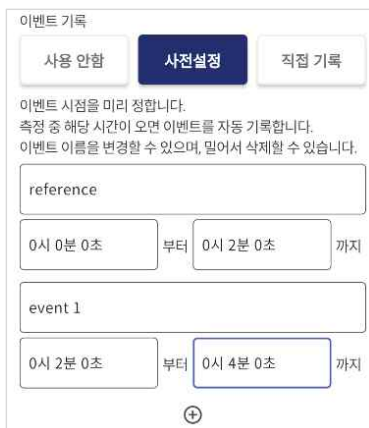 이벤트 기록
사용 안함 사전설정 직접 기록
이벤트 시점을 미리 정합니다.
측정 중 해당 시간이 오면 이벤트를 자동 기록합니다.
이벤트 이름을 변경할 수 있으며, 밀어서 삭제할 수 있습니다.
reference
0시 0분 0초 부터 0시 2분 0초 까지
event 1
0시 2분 0초 부터 0시 4분 0초 까지